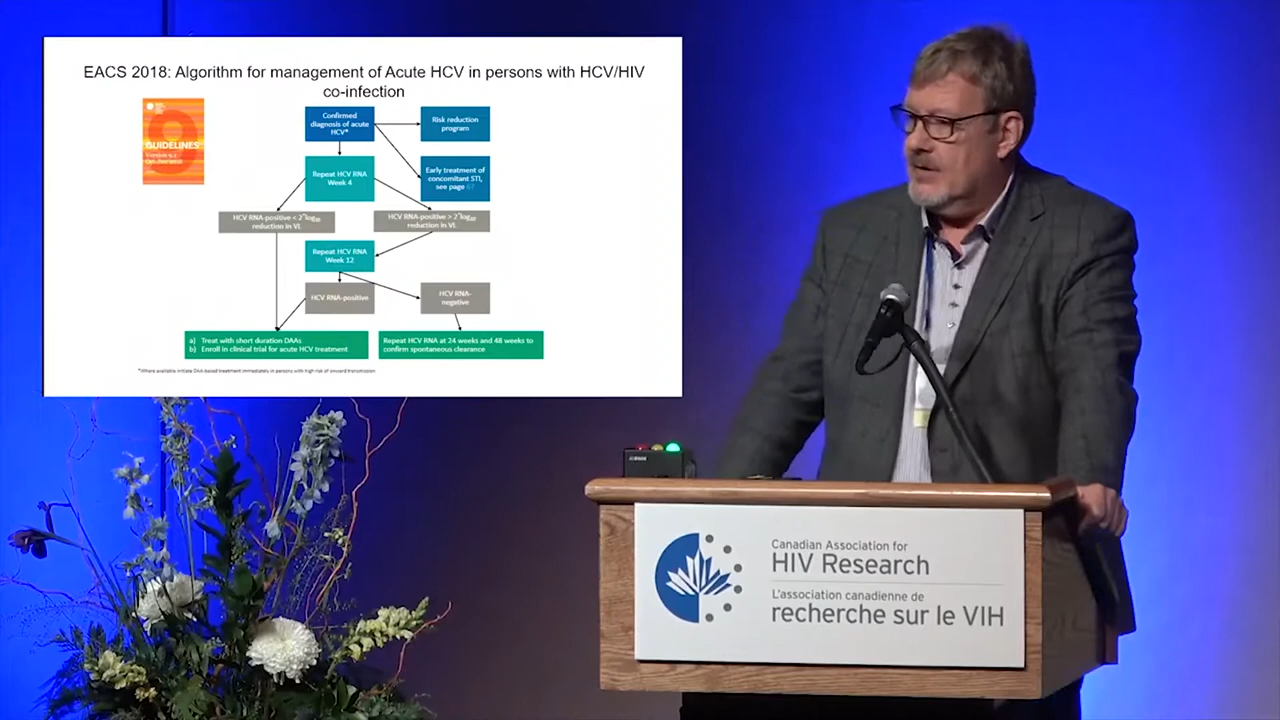 EACS 2018: Algorithm for management of Acute HCV in persons with HCV/HIV
co-infection
GUIDELINES
Confirmed
diagnosis of acute
HCV*
Risk reduction
program
Repeat HCV RNA
Week 4
Early treatment of
concomitant STI,
see page 67
HCV RNA-positive < 2*log10
reduction in VL
HCV RNA-positive > 2*log10
reduction in VL
Repeat HCV RNA
Week 12
HCV RNA-positive
HCV RNA-
negative
a) Treat with short duration DAAs
b) Enroll in clinical trial for acute HCV treatment
Repeat HCV RNA at 24 weeks and 48 weeks to
confirm spontaneous clearance
*Where available initiate DAA-based treatment immediately in persons with high risk of onward transmission
Canadian Association for
HIV Research
L'association canadienne de
recherche sur le VIH